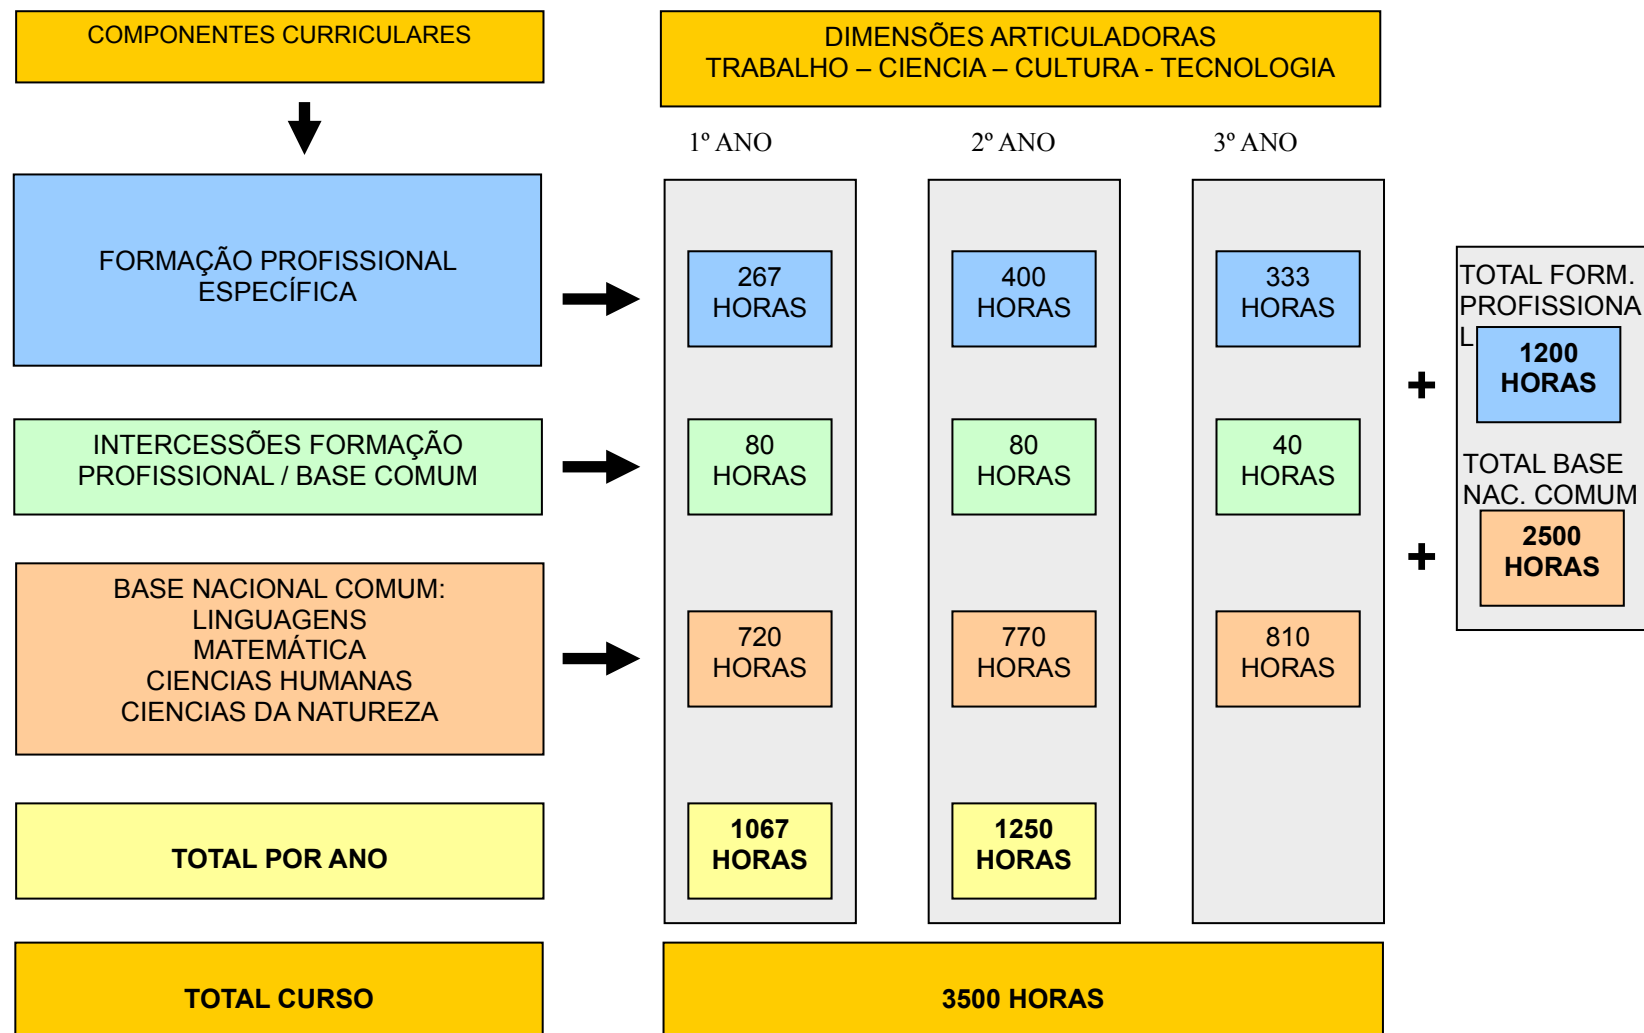 COMPONENTES CURRICULARES
DIMENSÕES ARTICULADORAS
TRABALHO – CIENCIA – CULTURA - TECNOLOGIA
1º ANO
2º ANO
3º ANO
FORMAÇÃO PROFISSIONAL
ESPECÍFICA
267
HORAS
400
HORAS
333
HORAS
TOTAL FORM.
PROFISSIONA
L
1200
HORAS
+
INTERCESSÕES FORMAÇÃO
PROFISSIONAL / BASE COMUM
80
HORAS
80
HORAS
40
HORAS
TOTAL BASE
NAC. COMUM
2500
HORAS
+
BASE NACIONAL COMUM:
LINGUAGENS
MATEMÁTICA
CIENCIAS HUMANAS
CIENCIAS DA NATUREZA
720
HORAS
770
HORAS
810
HORAS
TOTAL POR ANO
1067
HORAS
1250
HORAS
TOTAL CURSO
3500 HORAS